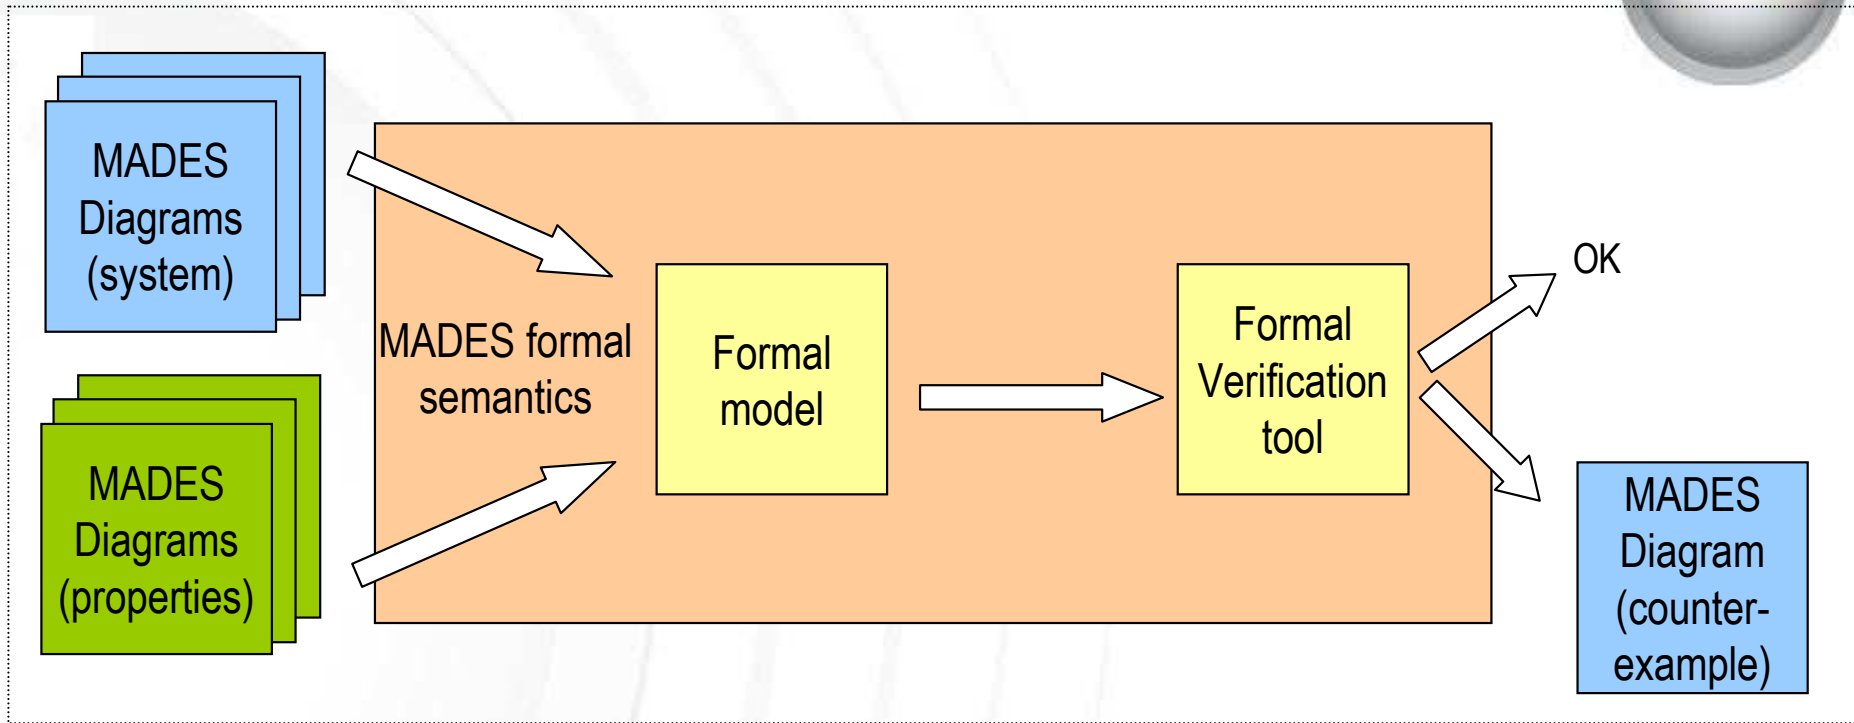 MADES
Diagrams
(system)
MADES
Diagrams
(properties)
MADES formal
semantics
Formal
model
Formal
Verification
tool
OK
MADES
Diagram
(counter-
example)